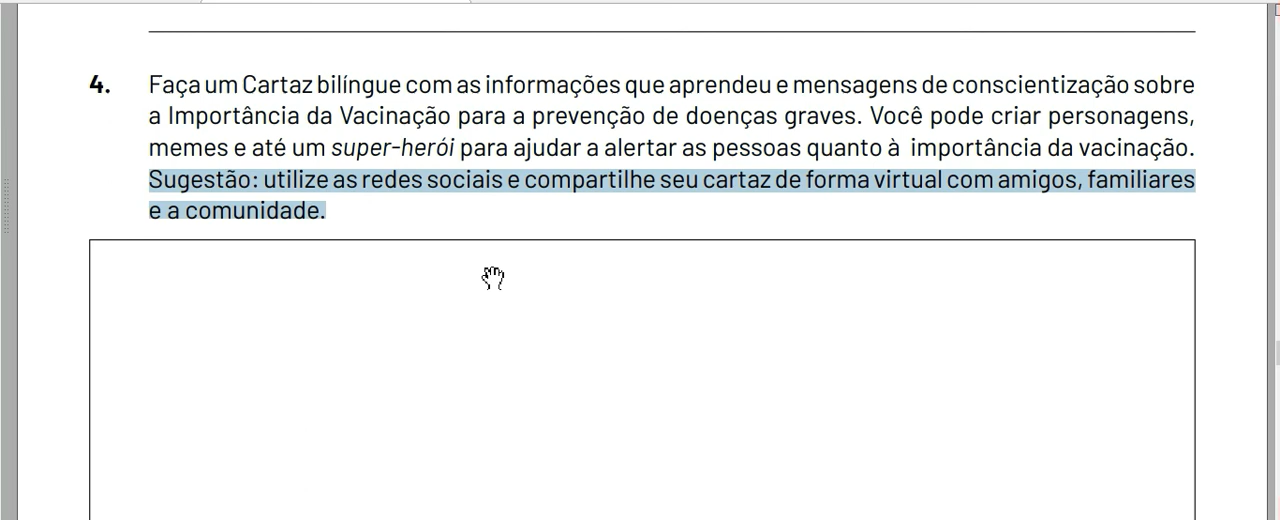 4. Faça um Cartaz bilíngue com as informações que aprendeu e mensagens de conscientização sobre
a Importância da Vacinação para a prevenção de doenças graves. Você pode criar personagens,
memes e até um super-herói para ajudar a alertar as pessoas quanto à importância da vacinação.
Sugestão: utilize as redes sociais e compartilhe seu cartaz de forma virtual com amigos, familiares
e a comunidade.